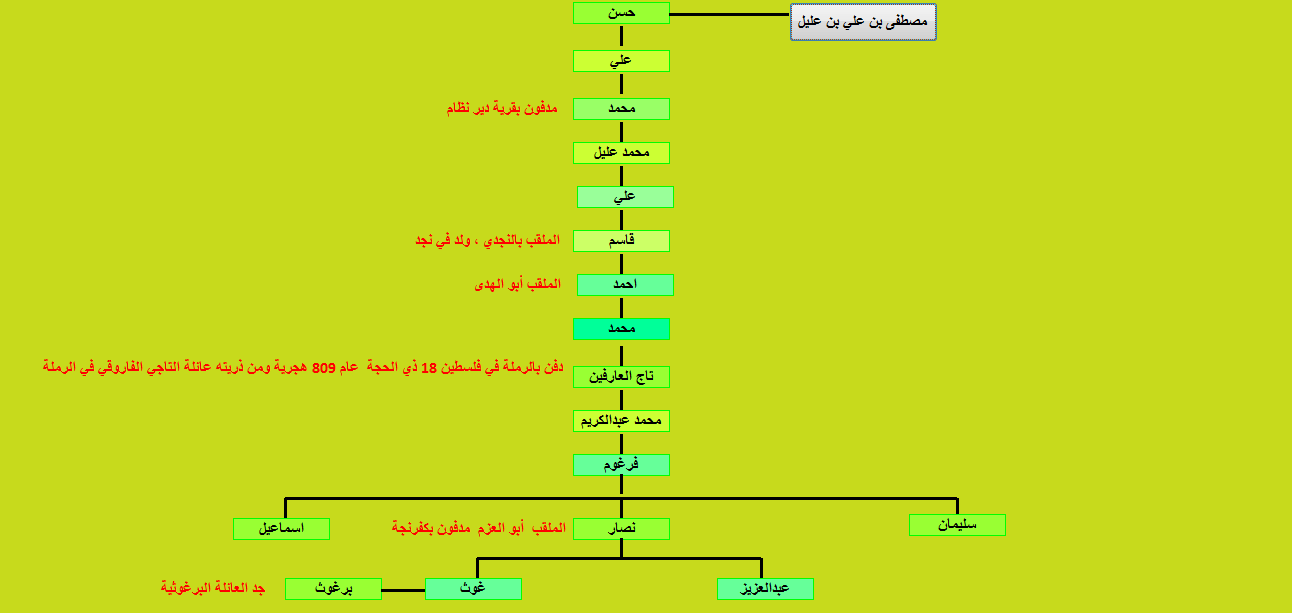 حسن
مصطفى بن علي بن عليل
علي
محمد
مدفون بقرية دير نظام
محمد عليل
علي
قاسم
الملقب بالنجدي ، ولد في نجد
احمد
الملقب أبو الهدى
محمد
تاج العارفين
دفن بالرملة في فلسطين 18 ذي الحجة عام 809 هجرية ومن ذريته عائلة التاجي الفاروقي في الرملة
محمد عبدالكريم
فرغوم
سليمان
نصار
الملقب أبو العزم مدفون بكفرنجة
اسماعيل
عبدالعزيز
غوث
برغوث
جد العائلة البرغوثية